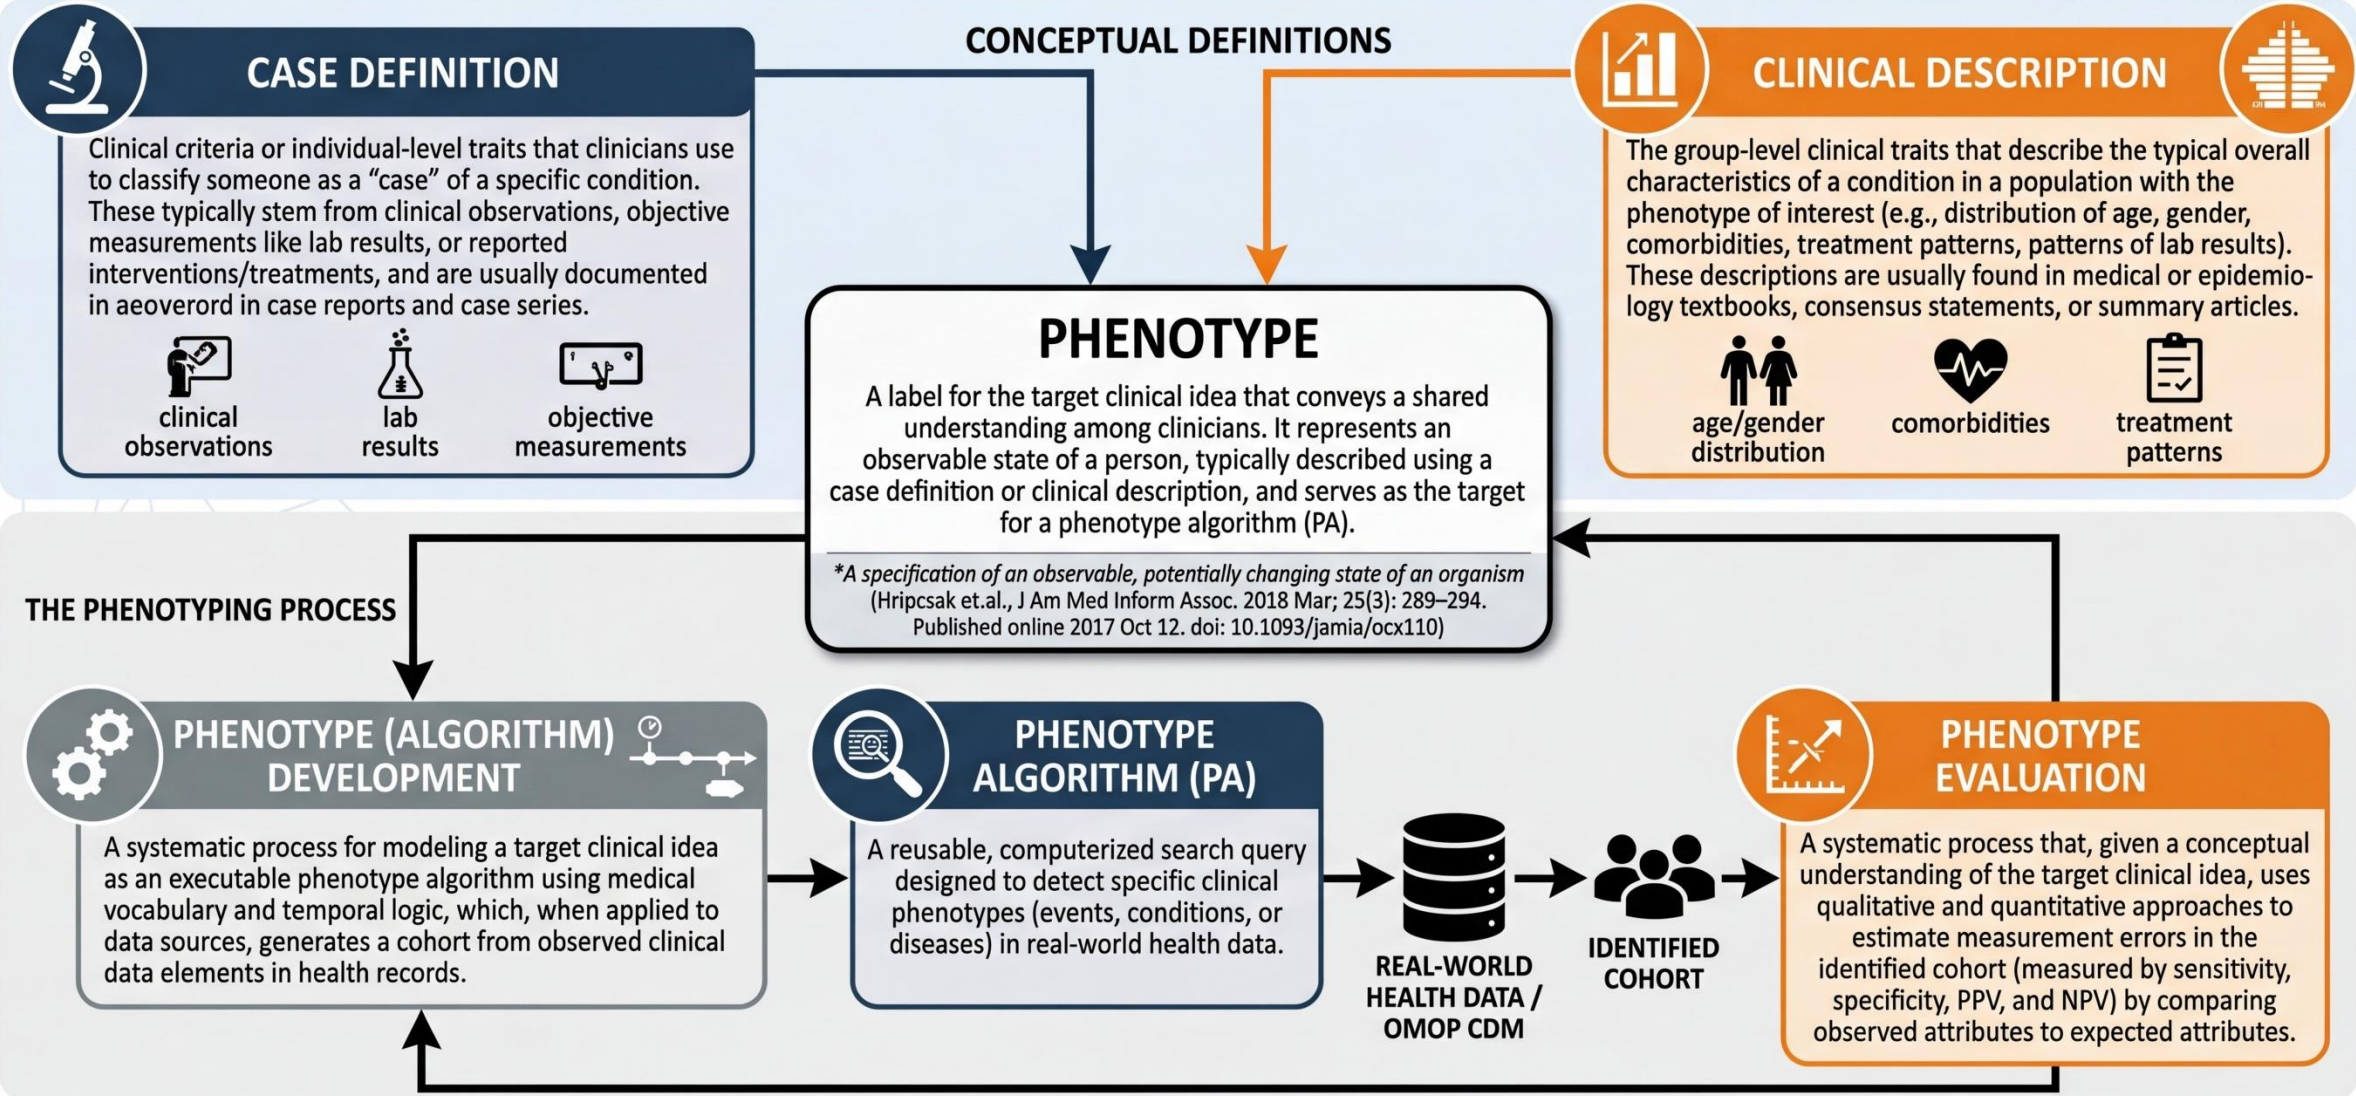 CONCEPTUAL DEFINITIONS
CASE DEFINITION
Clinical criteria or individual-level traits that clinicians use
to classify someone as a “case” of a specific condition.
These typically stem from clinical observations, objective
measurements like lab results, or reported
interventions/treatments, and are usually documented
in aeoverord in case reports and case series.
clinical
observations
lab
results
objective
measurements
CLINICAL DESCRIPTION
The group-level clinical traits that describe the typical overall
characteristics of a condition in a population with the
phenotype of interest (e.g., distribution of age, gender,
comorbidities, treatment patterns, patterns of lab results).
These descriptions are usually found in medical or epidemio-
logy textbooks, consensus statements, or summary articles.
age/gender
distribution
comorbidities
treatment
patterns
PHENOTYPE
A label for the target clinical idea that conveys a shared
understanding among clinicians. It represents an
observable state of a person, typically described using a
case definition or clinical description, and serves as the target
for a phenotype algorithm (PA).
*A specification of an observable, potentially changing state of an organism
(Hripcsak et.al., J Am Med Inform Assoc. 2018 Mar; 25(3): 289–294.
Published online 2017 Oct 12. doi: 10.1093/jamia/ocx110)
THE PHENOTYPING PROCESS
PHENOTYPE (ALGORITHM)
DEVELOPMENT
A systematic process for modeling a target clinical idea
as an executable phenotype algorithm using medical
vocabulary and temporal logic, which, when applied to
data sources, generates a cohort from observed clinical
data elements in health records.
PHENOTYPE
ALGORITHM (PA)
A reusable, computerized search query
designed to detect specific clinical
phenotypes (events, conditions, or
diseases) in real-world health data.
REAL-WORLD
HEALTH DATA /
OMOP CDM
IDENTIFIED
COHORT
PHENOTYPE
EVALUATION
A systematic process that, given a conceptual
understanding of the target clinical idea, uses
qualitative and quantitative approaches to
estimate measurement errors in the
identified cohort (measured by sensitivity,
specificity, PPV, and NPV) by comparing
observed attributes to expected attributes.